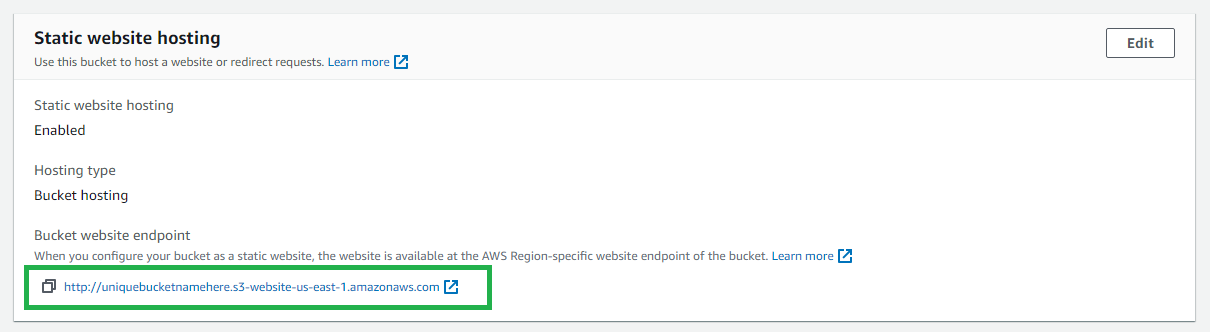 Static website hosting
Edit
Use this bucket to host a website or redirect requests. Learn more
Static website hosting
Enabled
Hosting type
Bucket hosting
Bucket website endpoint
When you configure your bucket as a static website, the website is available at the AWS Region-specific website endpoint of the bucket. Learn more
http://uniquebucketnamehere.s3-website-us-east-1.amazonaws.com